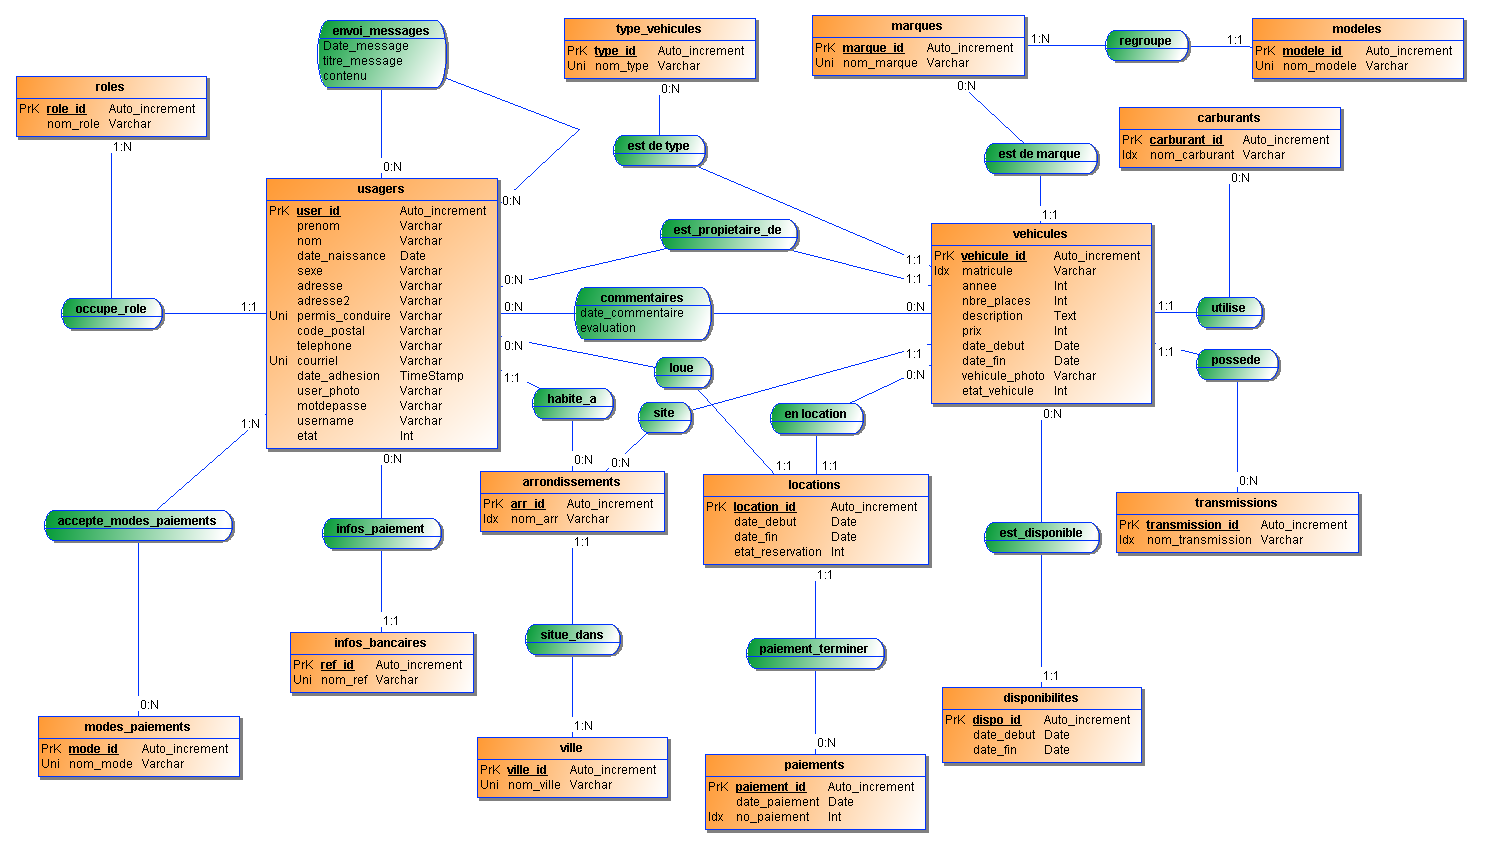 envoi_messages
Date_message
titre_message
contenu
type_vehicules
PrK type_id Auto_increment
Uni nom_type Varchar
marques
PrK marque_id Auto_increment
Uni nom_marque Varchar
1:N
regroupe
1:1
modeles
PrK modele_id Auto_increment
Uni nom_modele Varchar
roles
PrK role_id Auto_increment
nom_role Varchar
1:N
0:N
0:N
carburants
PrK carburant_id Auto_increment
Idx nom_carburant Varchar
est de type
est de marque
0:N
0:N
0:N
1:1
usagers
PrK user_id Auto_increment
prenom Varchar
nom Varchar
date_naissance Date
sexe Varchar
adresse Varchar
adresse2 Varchar
Uni permis_conduire Varchar
code_postal Varchar
telephone Varchar
Uni courriel Varchar
date_adhesion TimeStamp
user_photo Varchar
motdepasse Varchar
username Varchar
etat Int
est_propietaire_de
0:N
1:1
1:1
vehicules
PrK vehicule_id Auto_increment
Idx matricule Varchar
annee Int
nbre_places Int
description Text
prix Int
date_debut Date
date_fin Date
vehicule_photo Varchar
etat_vehicule Int
occupe_role
1:1
0:N
commentaires
date_commentaire
evaluation
0:N
1:1
utilise
0:N
loue
1:1
1:1
possede
1:1
habite_a
site
0:N
en location
1:N
0:N
0:N
0:N
1:1
1:1
0:N
0:N
arrondissements
PrK arr_id Auto_increment
Idx nom_arr Varchar
locations
PrK location_id Auto_increment
date_debut Date
date_fin Date
etat_reservation Int
transmissions
PrK transmission_id Auto_increment
Idx nom_transmission Varchar
accepte_modes_paiements
infos_paiement
est_disponible
1:1
1:1
1:1
infos_bancaires
PrK ref_id Auto_increment
Uni nom_ref Varchar
situe_dans
paiement_terminer
1:1
0:N
1:N
0:N
disponibilites
PrK dispo_id Auto_increment
date_debut Date
date_fin Date
modes_paiements
PrK mode_id Auto_increment
Uni nom_mode Varchar
ville
PrK ville_id Auto_increment
Uni nom_ville Varchar
paiements
PrK paiement_id Auto_increment
date_paiement Date
Idx no_paiement Int